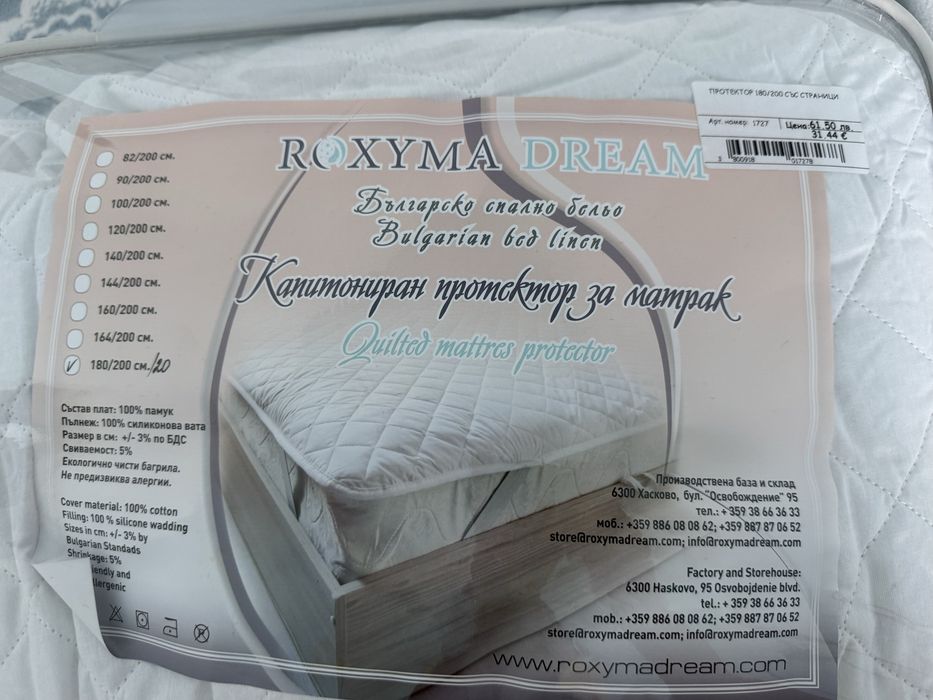 ПРОТЕКТОР 180/200 СЪС СТРАНИЦИ
Арт. номер: 1727
Цена: 61.50 лв.
31.44 €
ROXYMA DREAM
Българско спално бельо
Bulgarian bed linen
Капитониран протектор за матрак
Quilted mattres protector
82/200 см.
90/200 см.
100/200 см.
120/200 см.
140/200 см.
144/200 см.
160/200 см.
164/200 см.
180/200 см./20
Състав плат: 100% памук
Пълнеж: 100% силиконова вата
Размер в см: +/- 3% по БДС
Свиваемост: 5%
Екологично чисти багрила.
Не предизвиква алергии.
Cover material: 100% cotton
Filling: 100 % silicone wadding
Sizes in cm: +/- 3% by
Bulgarian Standads
Shrinkage: 5%
Производствена база и склад
6300 Хасково, бул. "Освобождение" 95
тел.: + 359 38 66 36 33
моб.: +359 886 08 08 62; +359 887 87 06 52
store@roxymadream.com; info@roxymadream.com
Factory and Storehouse:
6300 Haskovo, 95 Osvobojdenie blvd.
tel.: + 359 38 66 36 33
mob.: +359 886 08 08 62; +359 887 87 06 52
store@roxymadream.com; info@roxymadream.com
www.roxymadream.com